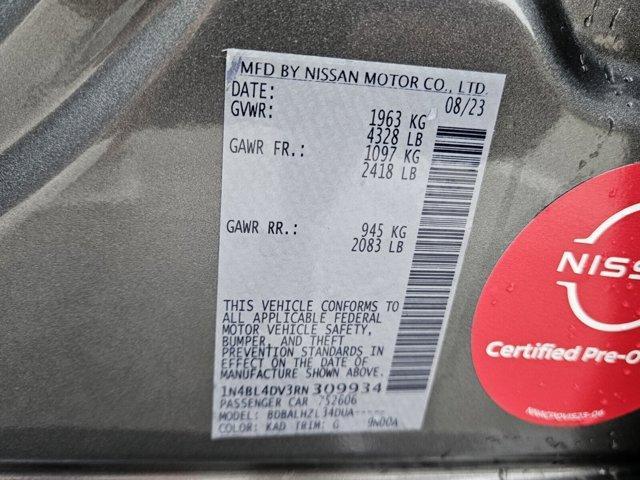 MFD BY NISSAN MOTOR CO., LTD.
DATE: 08/23
GVWR: 1963 KG
4328 LB
GAWR FR.: 1097 KG
2418 LB
GAWR RR.: 945 KG
2083 LB
THIS VEHICLE CONFORMS TO
ALL APPLICABLE FEDERAL
MOTOR VEHICLE SAFETY,
BUMPER, AND THEFT
PREVENTION STANDARDS IN
EFFECT ON THE DATE OF
MANUFACTURE SHOWN ABOVE.
1N4BL4DV3RN309934
PASSENGER CAR 752606
MODEL: BDBALHZL34DUA-----
COLOR: KAD TRIM: G 9N00A
NISS
Certified Pre-O